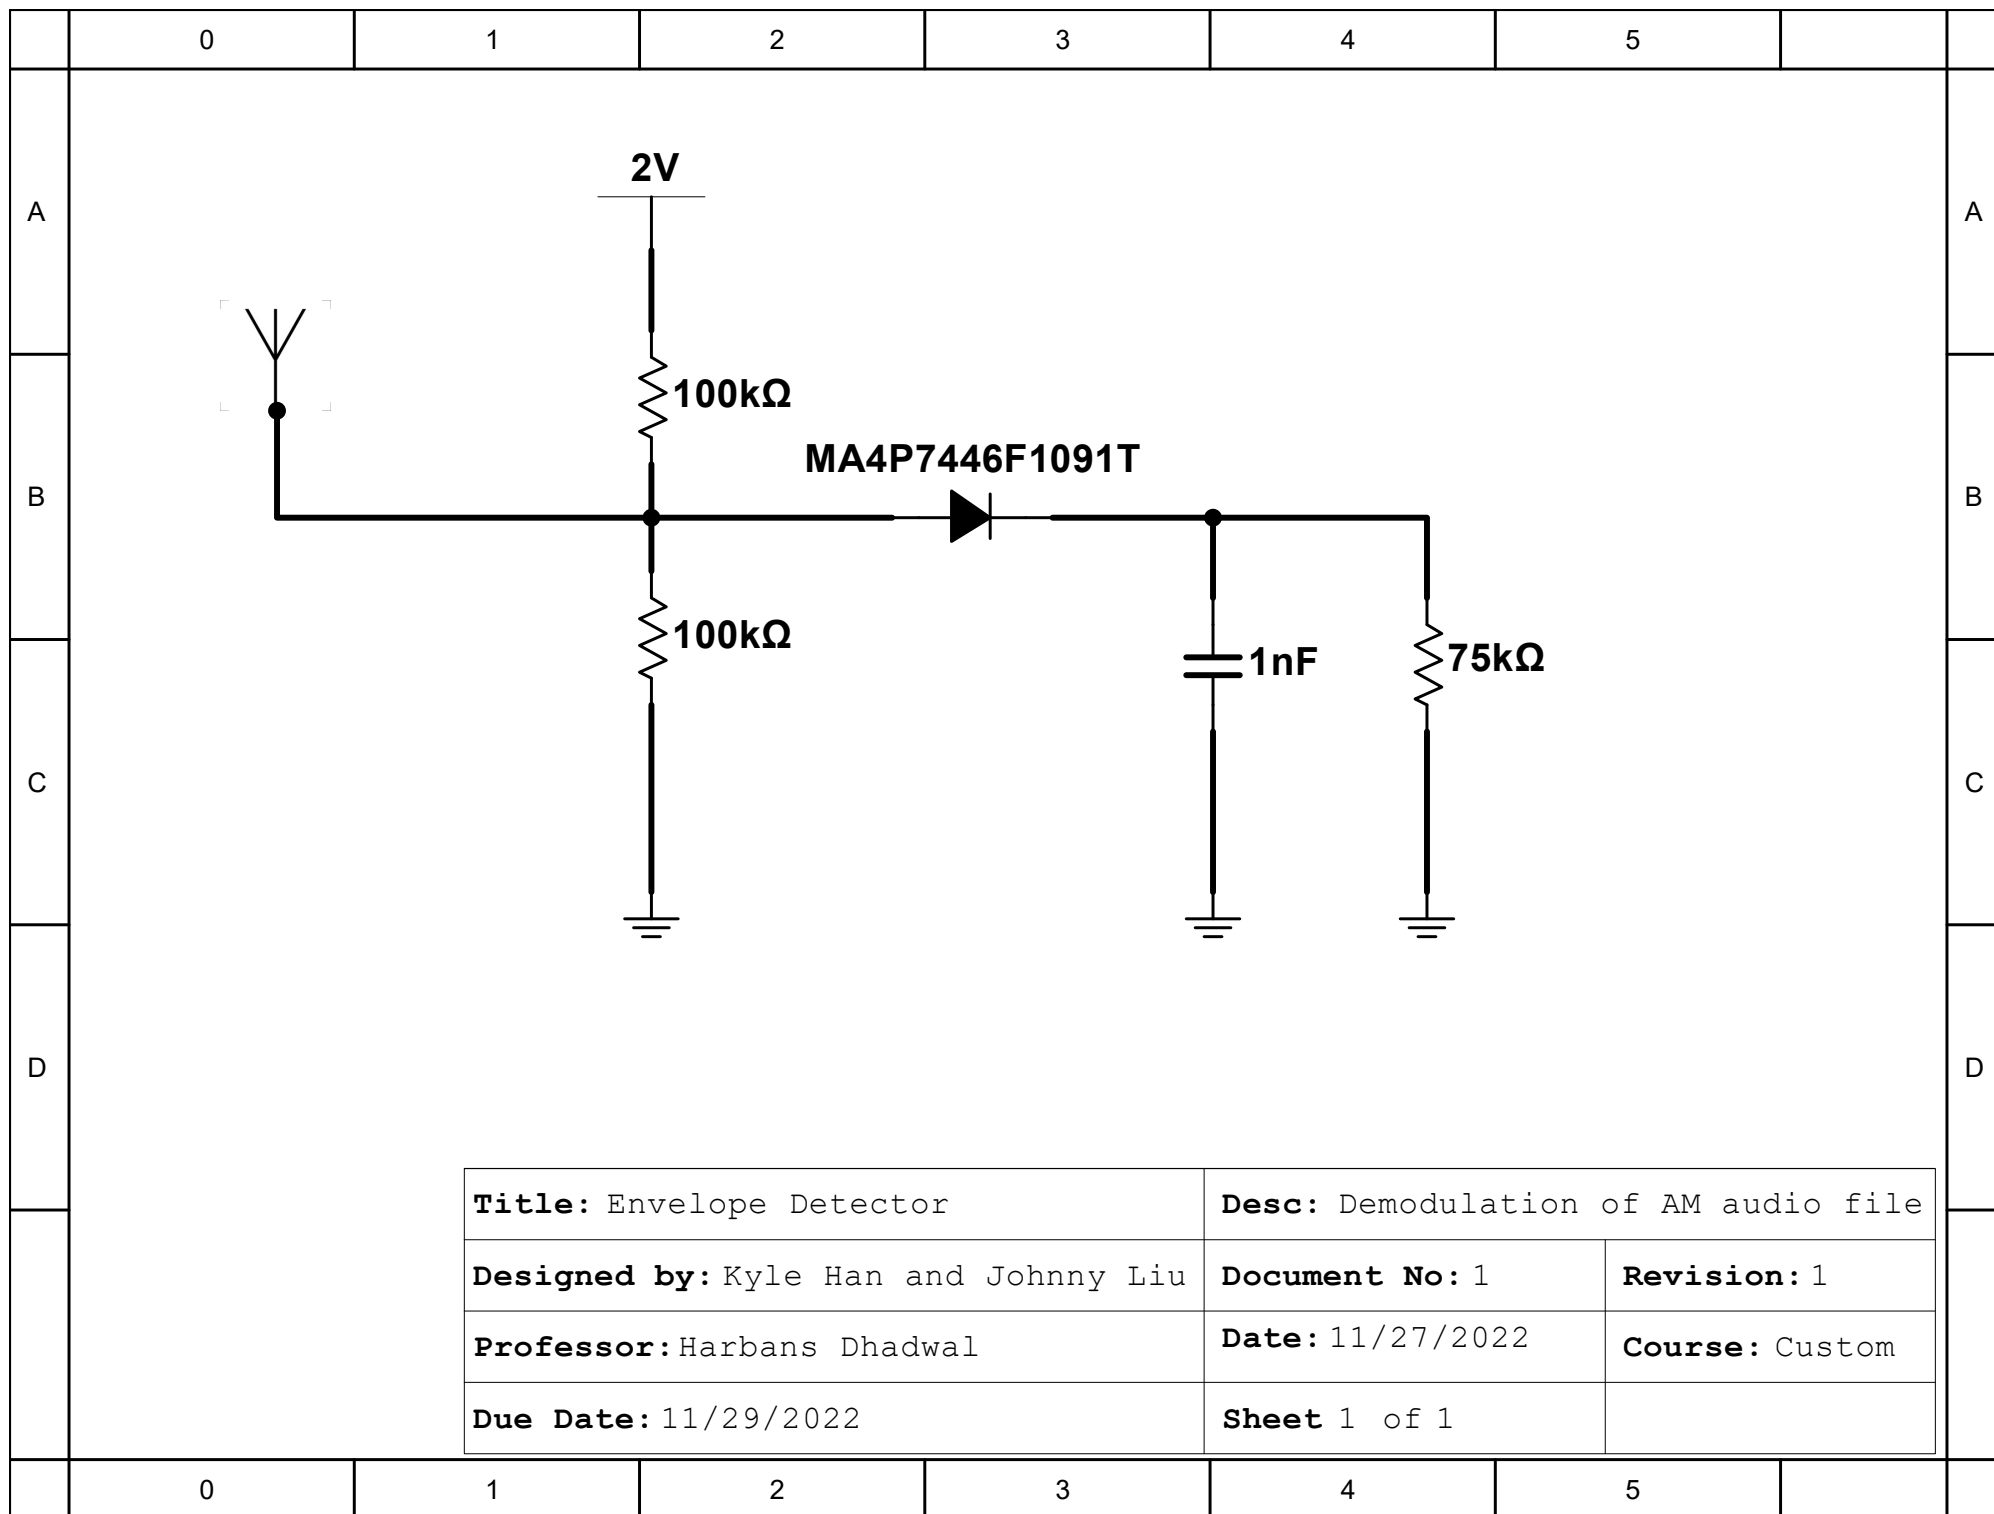 0 1 2 3 4 5
2V
A A
100kΩ
MA4P7446F1091T
B B
100kΩ
1nF 75kΩ
C C
D D
Title: Envelope Detector Desc: Demodulation of AM audio file
Designed by: Kyle Han and Johnny Liu Document No: 1 Revision: 1
Professor: Harbans Dhadwal Date: 11/27/2022 Course: Custom
Due Date: 11/29/2022 Sheet 1 of 1
0 1 2 3 4 5